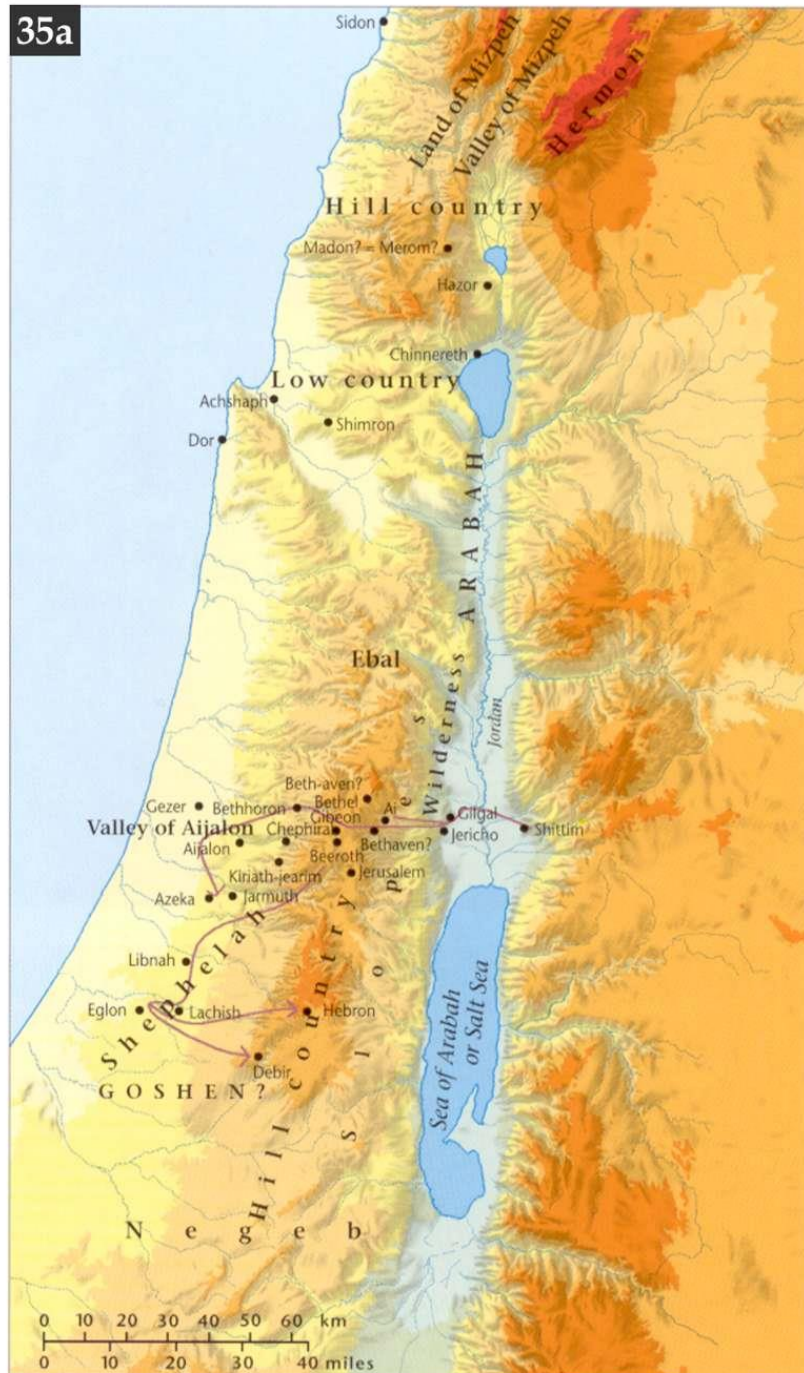 35a
Sidon
Land of Mizpeh
Valley of Mizpeh
Hermon
Hill country
Madon? = Merom?
Hazor
Chinnereth
Low country
Achshaph
Shimron
Dor
ARABAH
Ebal
Wilderness
Jordan
Beth-aven?
Bethel
Gezer
Bethhoron
Gibeon
Ai
Gilgal
Valley of Aijalon
Chephira
Jericho
Shittim
Aijalon
Beeroth
Bethaven?
Kiriath-jearim
Jerusalem
Azeka
Jarmuth
Slopes
Shephelah
Hill country
Libnah
Eglon
Lachish
Hebron
Sea of Arabah
or Salt Sea
Debir
GOSHEN?
Negeb
0 10 20 30 40 50 60 km
0 10 20 30 40 miles